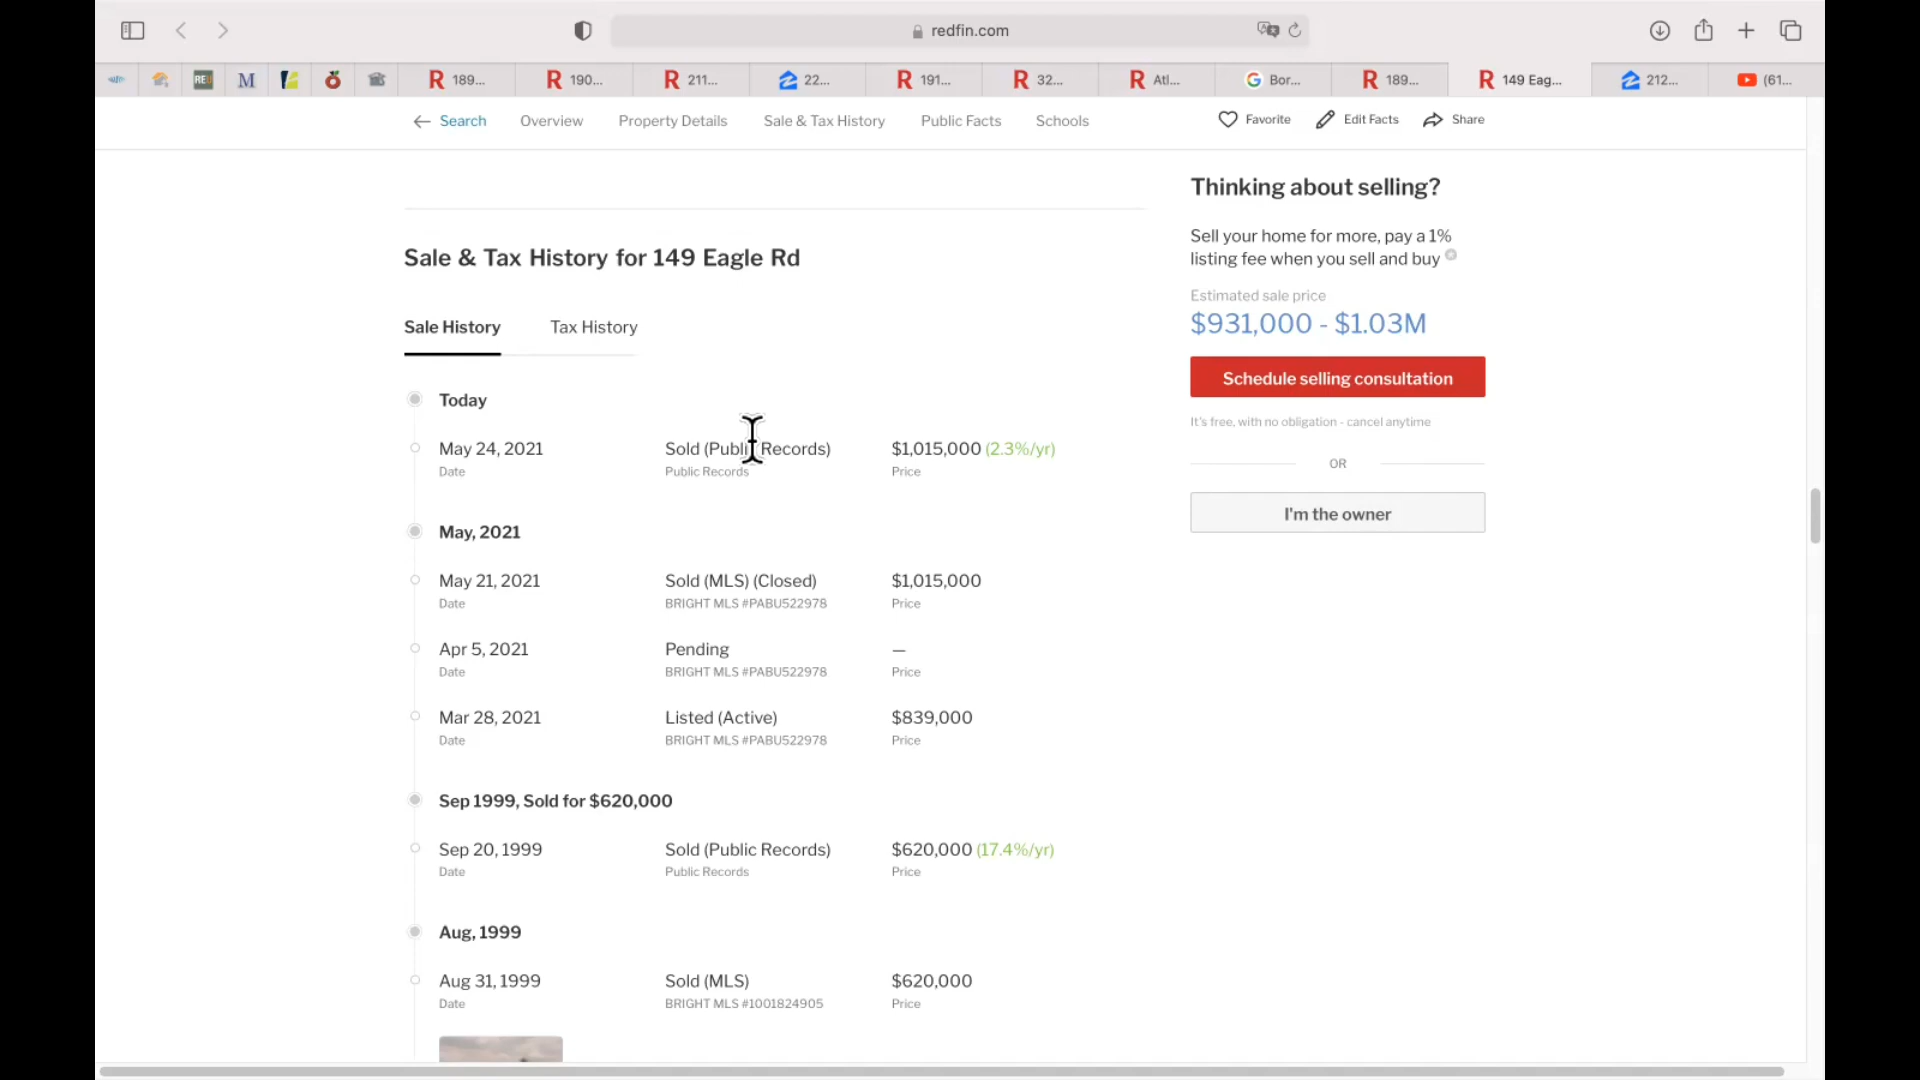 redfin.com
REI
M
R 189...
R 190...
R 211...
22...
R 191...
R 32...
R Atl...
G Bor...
R 189...
R 149 Eag...
212...
(61...
Search
Overview
Property Details
Sale & Tax History
Public Facts
Schools
Favorite
Edit Facts
Share
Sale & Tax History for 149 Eagle Rd
Sale History
Tax History
Today
May 24, 2021 Sold (Public Records) $1,015,000 (2.3%/yr)
Date Public Records Price
May, 2021
May 21, 2021 Sold (MLS) (Closed) $1,015,000
Date BRIGHT MLS #PABU522978 Price
Apr 5, 2021 Pending —
Date BRIGHT MLS #PABU522978 Price
Mar 28, 2021 Listed (Active) $839,000
Date BRIGHT MLS #PABU522978 Price
Sep 1999, Sold for $620,000
Sep 20, 1999 Sold (Public Records) $620,000 (17.4%/yr)
Date Public Records Price
Aug, 1999
Aug 31, 1999 Sold (MLS) $620,000
Date BRIGHT MLS #1001824905 Price
Thinking about selling?
Sell your home for more, pay a 1%
listing fee when you sell and buy
Estimated sale price
$931,000 - $1.03M
Schedule selling consultation
It's free, with no obligation - cancel anytime
OR
I'm the owner